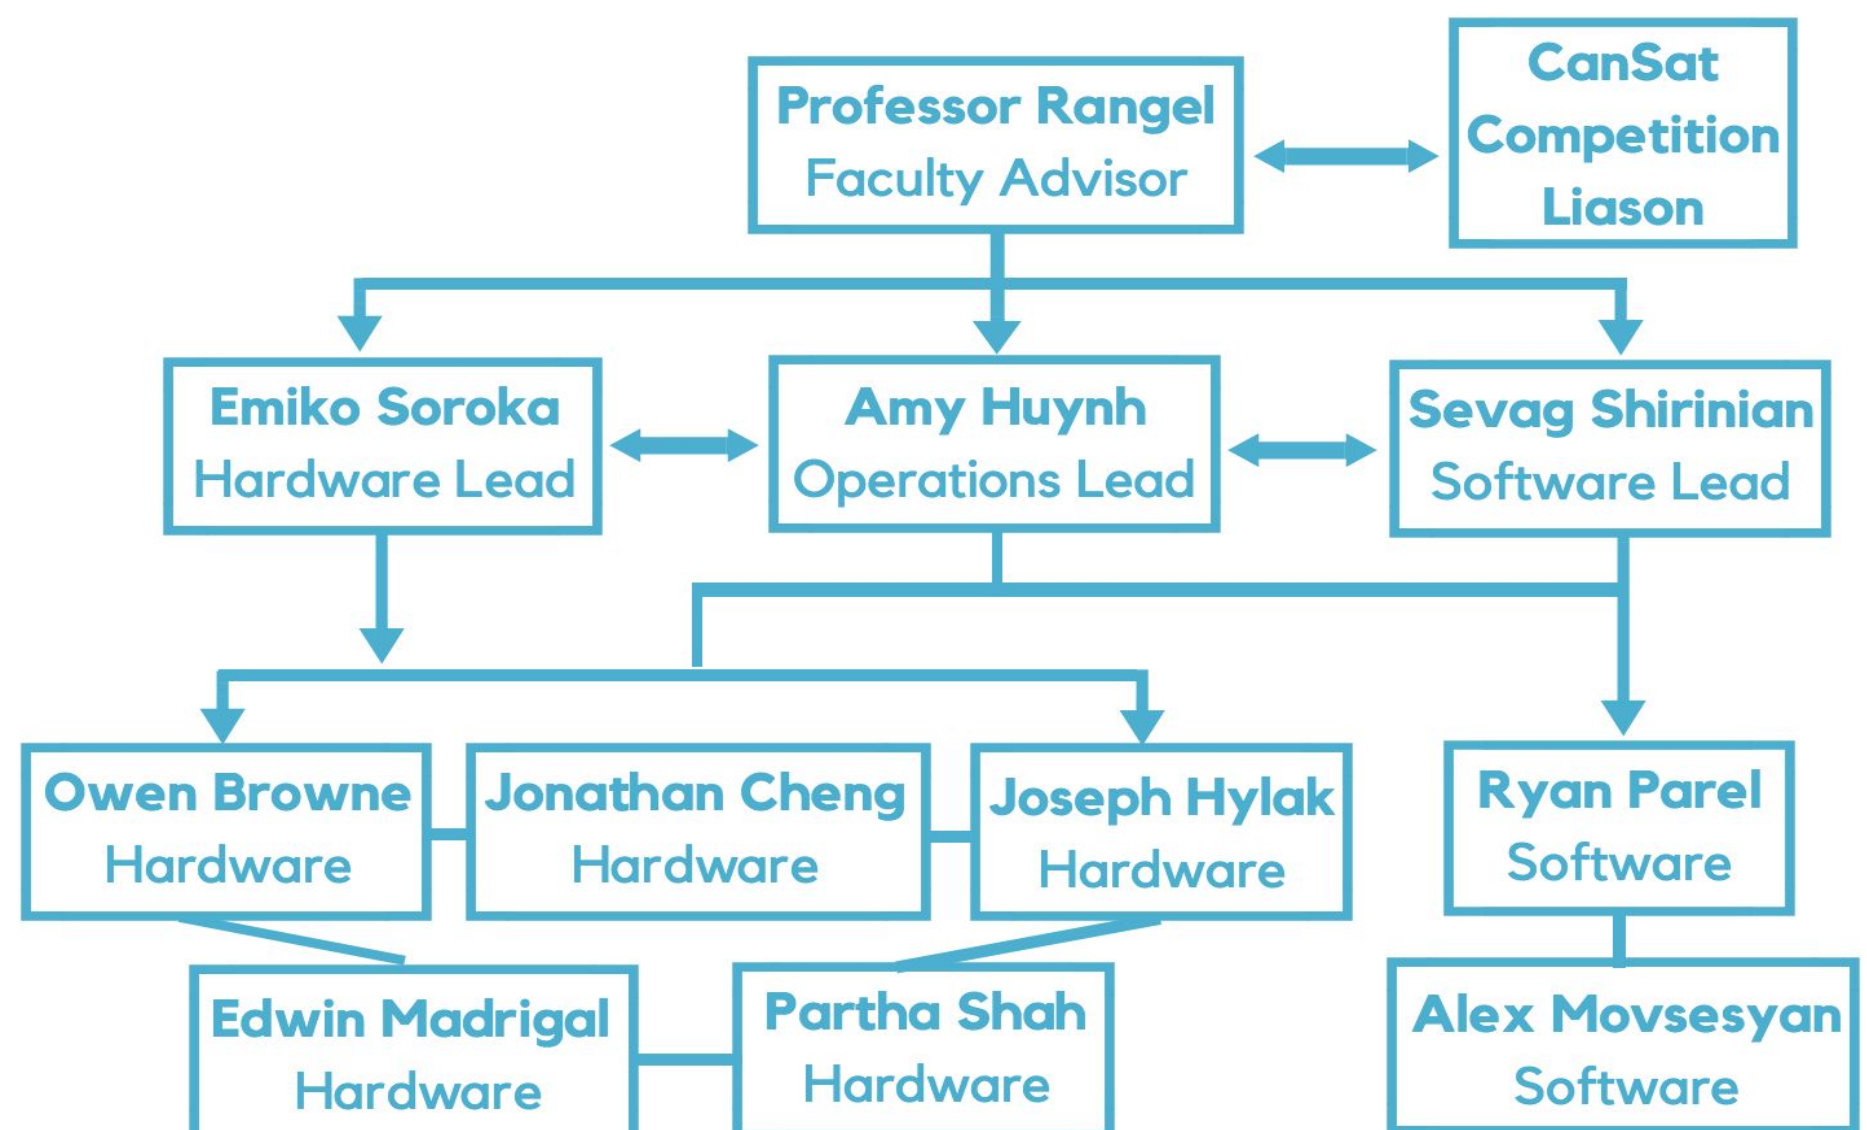 Professor Rangel
Faculty Advisor
CanSat
Competition
Liason
Emiko Soroka
Hardware Lead
Amy Huynh
Operations Lead
Sevag Shirinian
Software Lead
Owen Browne
Hardware
Jonathan Cheng
Hardware
Joseph Hylak
Hardware
Ryan Parel
Software
Edwin Madrigal
Hardware
Partha Shah
Hardware
Alex Movsesyan
Software